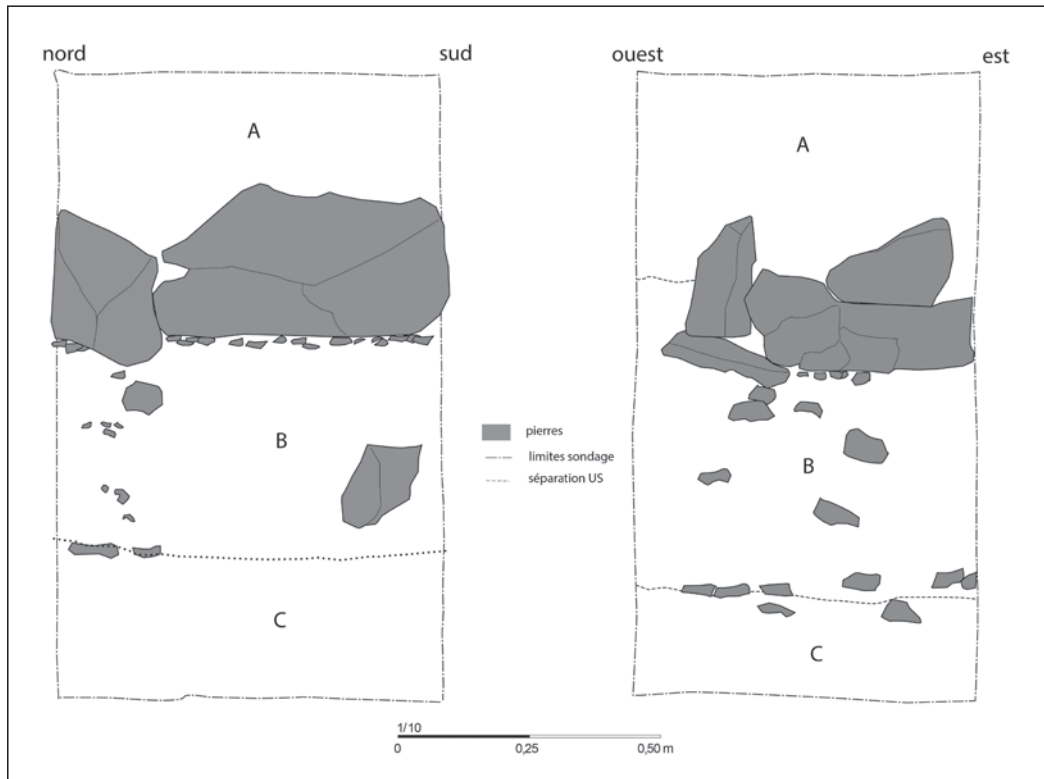 nord
sud
A
B
C
ouest
est
A
B
C
pierres
limites sondage
séparation US
1/10
0
0,25
0,50 m